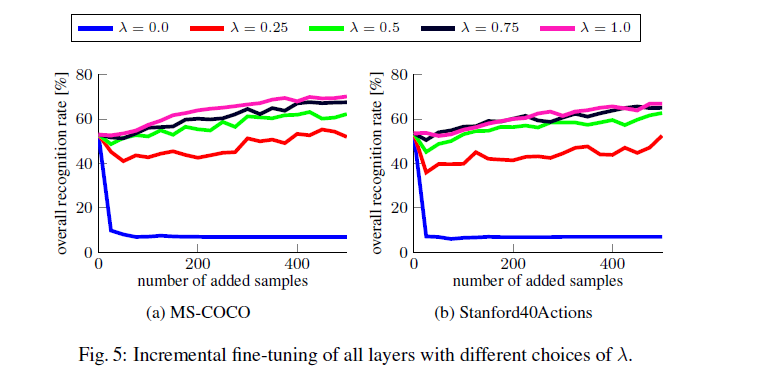 λ = 0.0 λ = 0.25 λ = 0.5 λ = 0.75 λ = 1.0
overall recognition rate [%]
80
60
40
20
0
0 200 400
number of added samples
(a) MS-COCO
overall recognition rate [%]
80
60
40
20
0
0 200 400
number of added samples
(b) Stanford40Actions
Fig. 5: Incremental fine-tuning of all layers with different choices of λ.